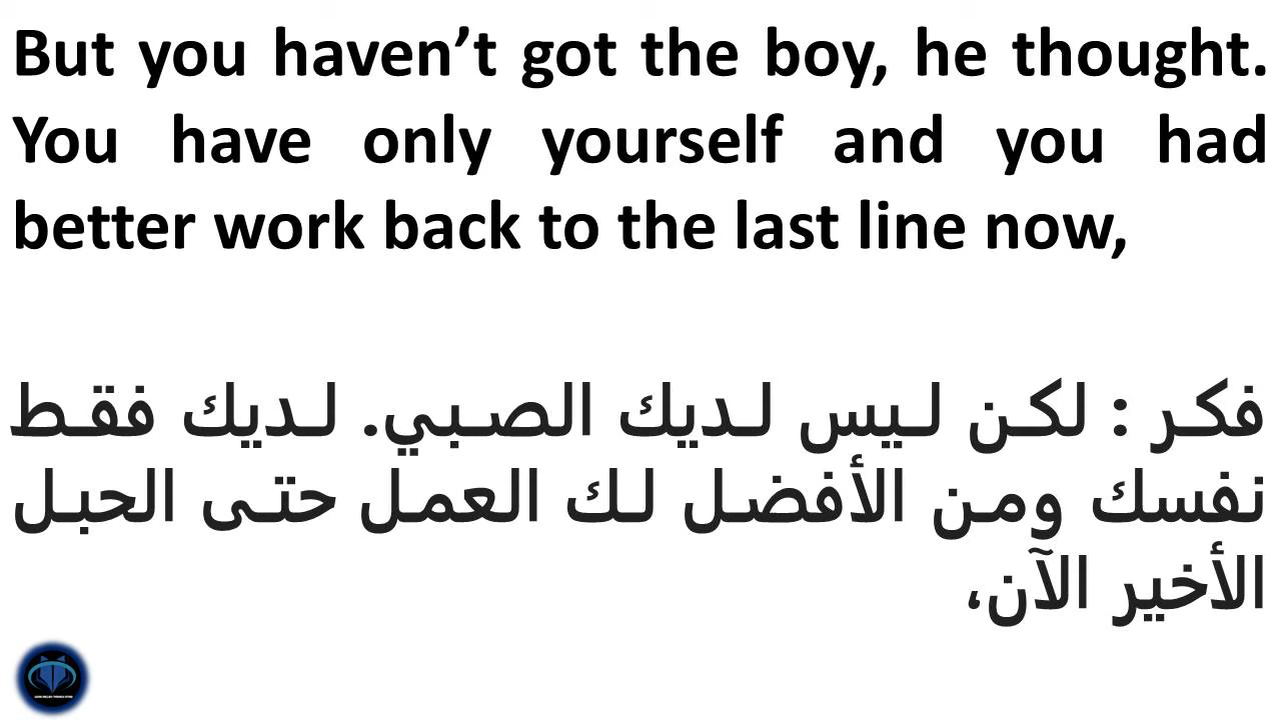 But you haven’t got the boy, he thought.
You have only yourself and you had
better work back to the last line now,
فكر : لكن ليس لديك الصبي. لديك فقط
نفسك ومن الأفضل لك العمل حتى الحبل
الأخير الآن،